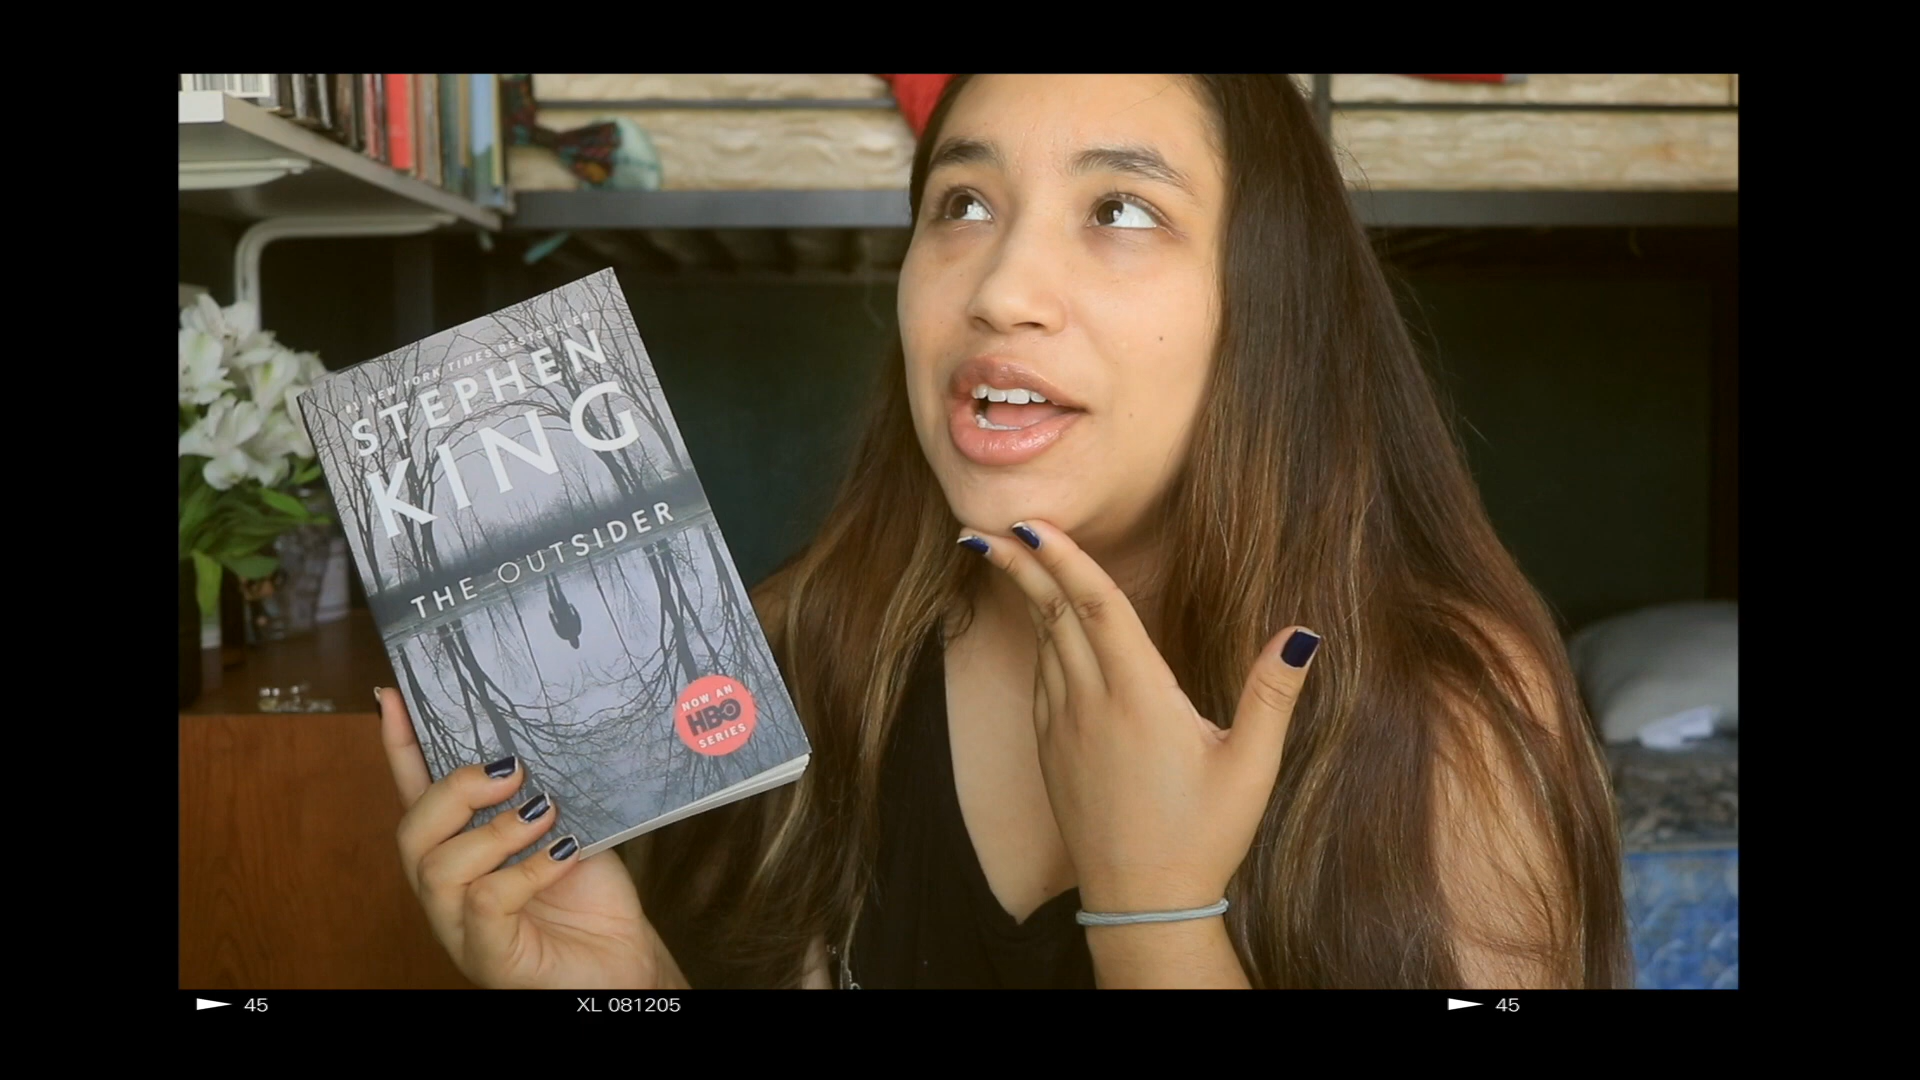 #1 NEW YORK TIMES BESTSELLER
STEPHEN
KING
THE OUTSIDER
NOW AN
HBO
SERIES
45
XL 081205
45